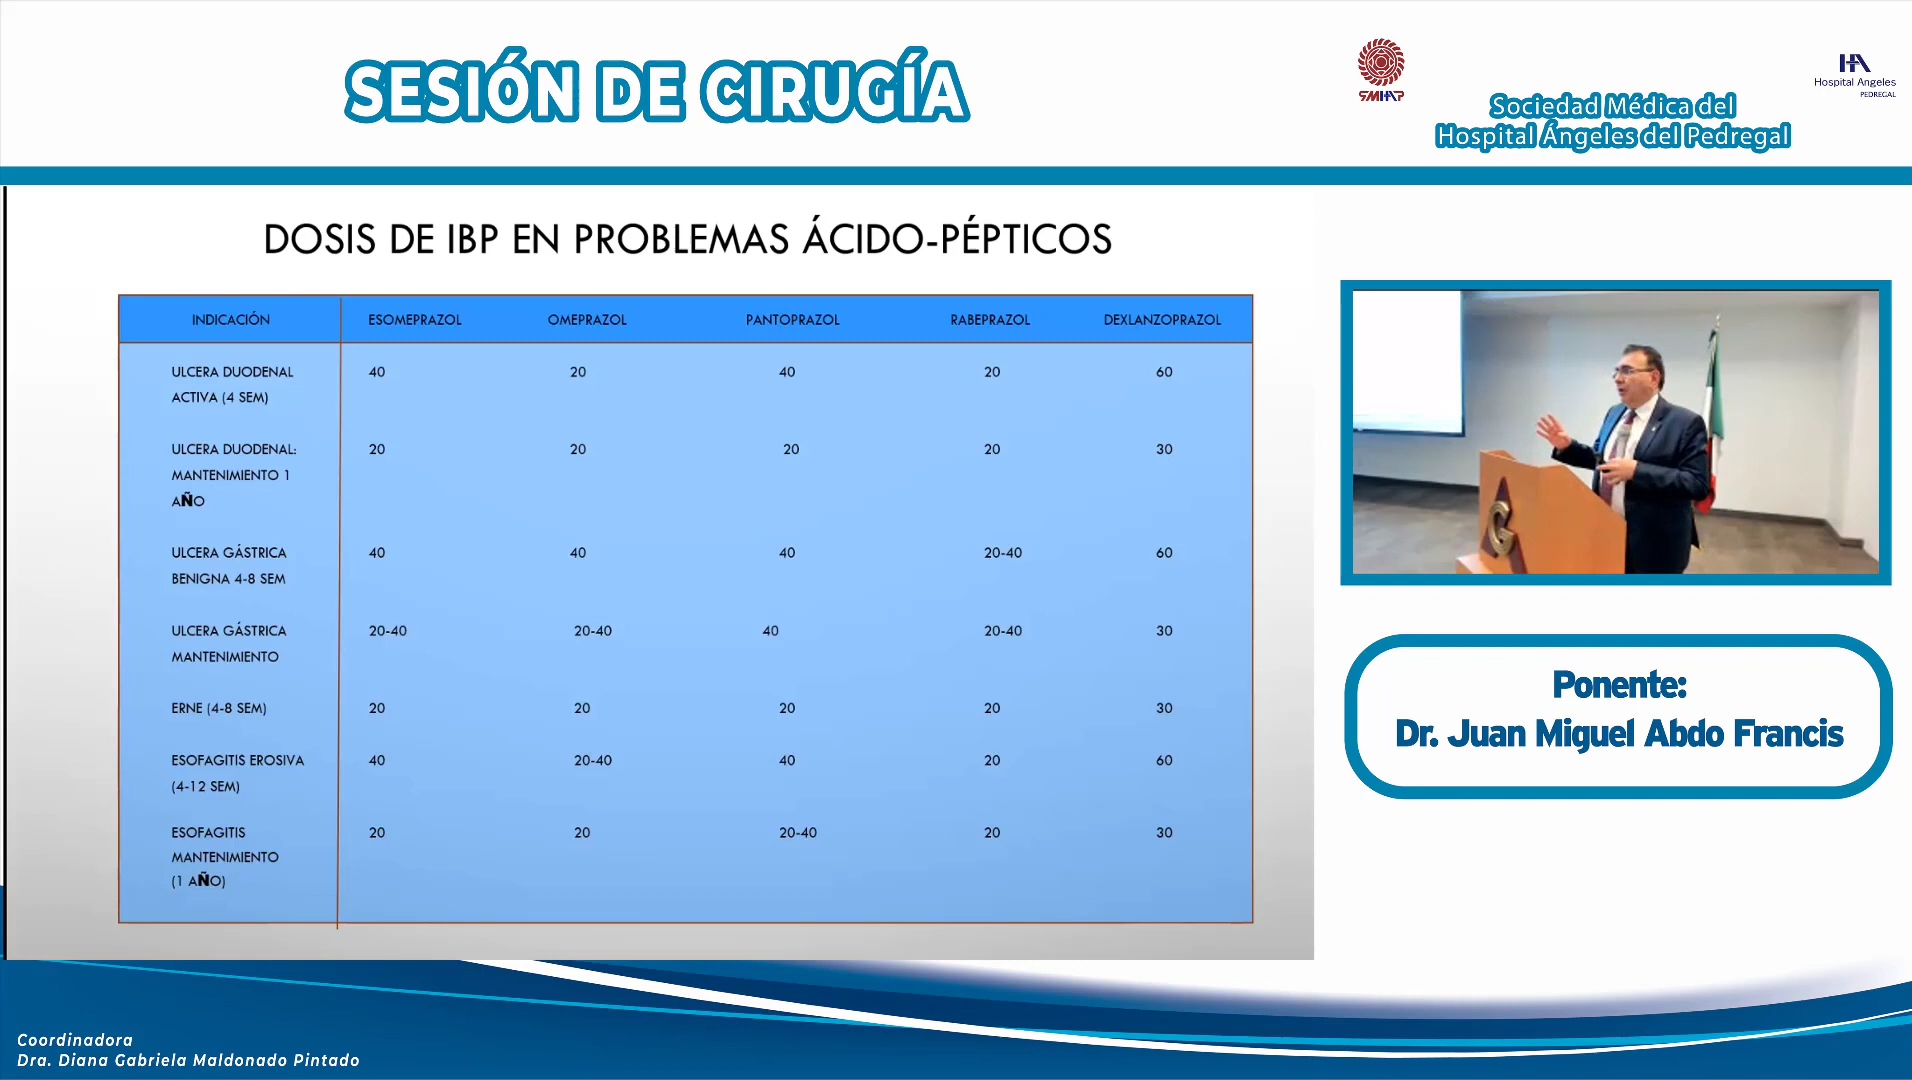 SESIÓN DE CIRUGÍA
SMHAP
Sociedad Médica del
Hospital Ángeles del Pedregal
HA
Hospital Angeles
PEDREGAL
DOSIS DE IBP EN PROBLEMAS ÁCIDO-PÉPTICOS
INDICACIÓN ESOMEPRAZOL OMEPRAZOL PANTOPRAZOL RABEPRAZOL DEXLANZOPRAZOL
ULCERA DUODENAL 40 20 40 20 60
ACTIVA (4 SEM)
ULCERA DUODENAL: 20 20 20 20 30
MANTENIMIENTO 1
AÑO
ULCERA GÁSTRICA 40 40 40 20-40 60
BENIGNA 4-8 SEM
ULCERA GÁSTRICA 20-40 20-40 40 20-40 30
MANTENIMIENTO
ERNE (4-8 SEM) 20 20 20 20 30
ESOFAGITIS EROSIVA 40 20-40 40 20 60
(4-12 SEM)
ESOFAGITIS 20 20 20-40 20 30
MANTENIMIENTO
(1 AÑO)
G
Ponente:
Dr. Juan Miguel Abdo Francis
Coordinadora
Dra. Diana Gabriela Maldonado Pintado